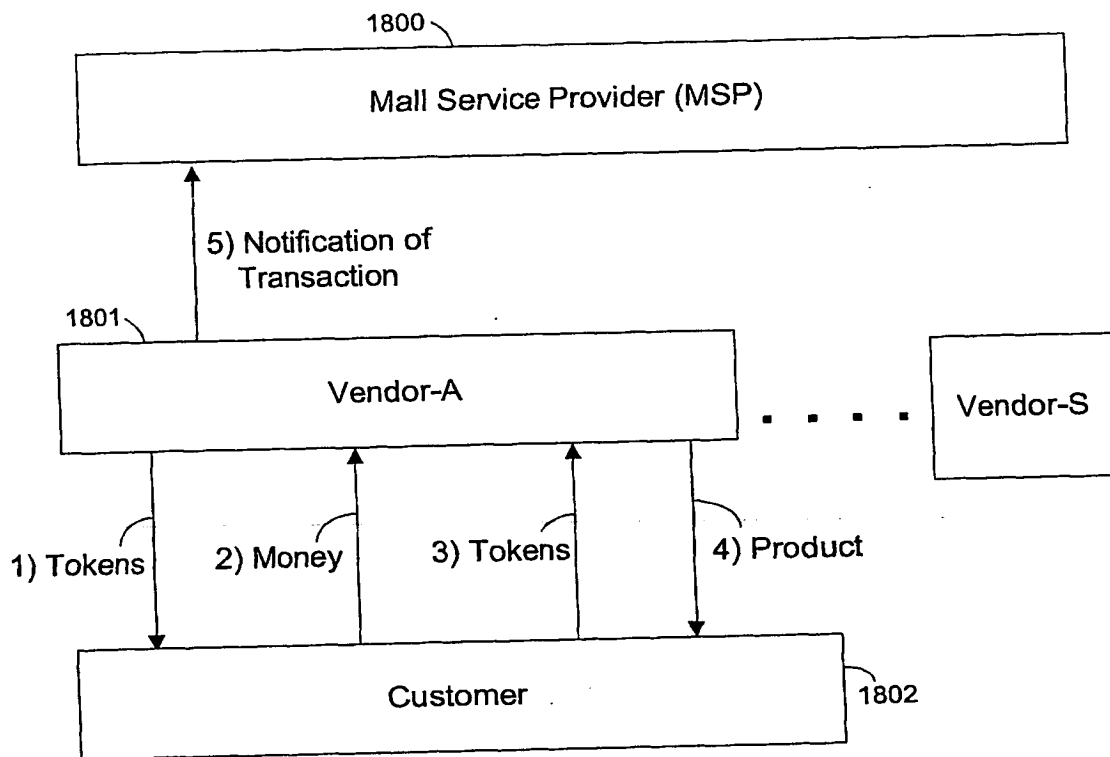 1800
Mall Service Provider (MSP)
5) Notification of
Transaction
1801
Vendor-A
Vendor-S
1) Tokens
2) Money
3) Tokens
4) Product
Customer
1802